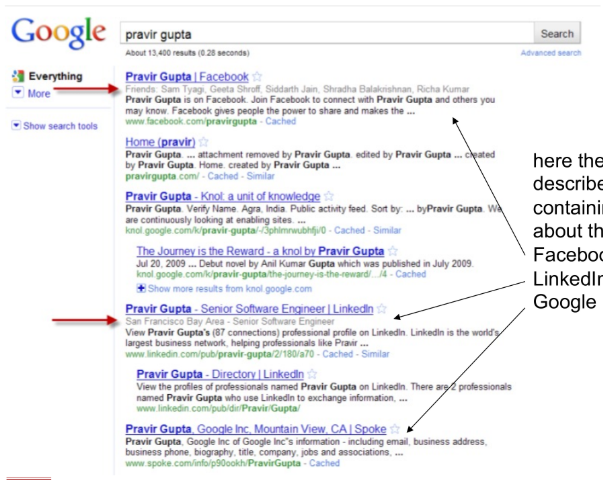 Google
pravir gupta
Search
About 13,400 results (0.28 seconds)
Advanced search
Everything
More
Show search tools
Pravir Gupta | Facebook
Friends: Sam Tyagi, Geeta Shroff, Siddarth Jain, Shradha Balakrishnan, Richa Kumar
Pravir Gupta is on Facebook. Join Facebook to connect with Pravir Gupta and others you
may know. Facebook gives people the power to share and makes the ...
www.facebook.com/pravirgupta - Cached
Home (pravir)
Pravir Gupta. ... attachment removed by Pravir Gupta. edited by Pravir Gupta ... created
by Pravir Gupta. Home. created by Pravir Gupta ...
pravirgupta.com/ - Cached - Similar
Pravir Gupta - Knol: a unit of knowledge
Pravir Gupta. Verify Name. Agra, India. Public activity feed. Sort by: ... byPravir Gupta. We
are continuously looking at enabling sites. ...
knol.google.com/k/pravir-gupta/-/3phlmrwubhfji/0 - Cached - Similar
The Journey is the Reward - a knol by Pravir Gupta
Jul 20, 2009 ... Debut novel by Anil Kumar Gupta which was published in July 2009.
knol.google.com/k/pravir-gupta/the-journey-is-the-reward/.../4 - Cached
Show more results from knol.google.com
Pravir Gupta - Senior Software Engineer | LinkedIn
San Francisco Bay Area - Senior Software Engineer
View Pravir Gupta's (87 connections) professional profile on LinkedIn. LinkedIn is the world's
largest business network, helping professionals like Pravir ...
www.linkedin.com/pub/pravir-gupta/2/180/a70 - Cached - Similar
Pravir Gupta - Directory | LinkedIn
View the profiles of professionals named Pravir Gupta on LinkedIn. There are 2 professionals
named Pravir Gupta who use LinkedIn to exchange information, ...
www.linkedin.com/pub/dir/Pravir/Gupta/
Pravir Gupta, Google Inc, Mountain View, CA | Spoke
Pravir Gupta, Google Inc of Google Inc"s information - including email, business address,
business phone, biography, title, company, jobs and associations, ...
www.spoke.com/info/p90ookh/PravirGupta - Cached
here the
describe
containin
about th
Faceboo
LinkedIn
Google